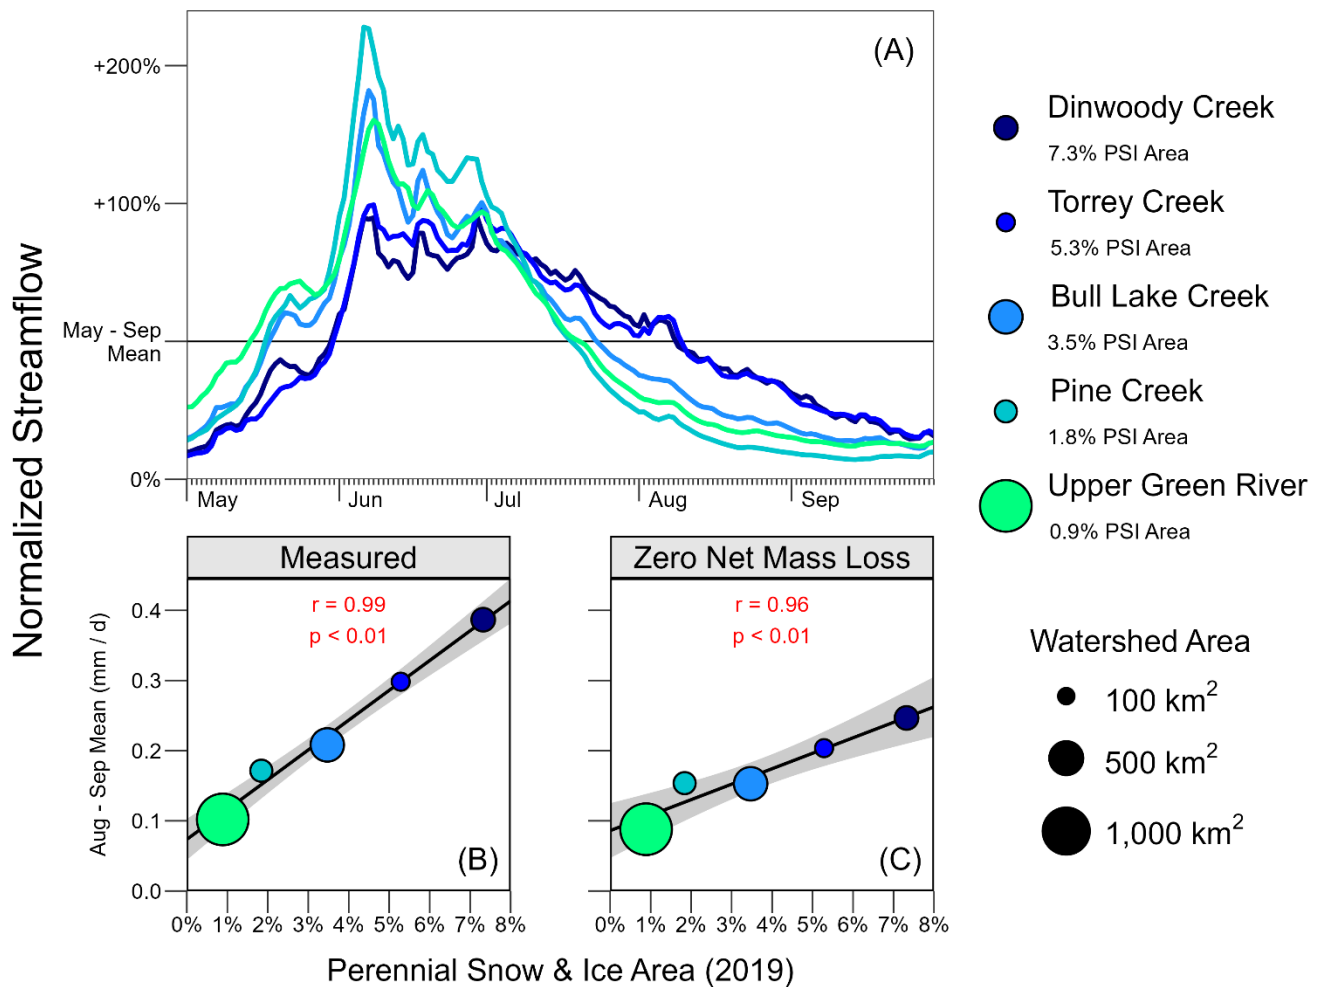 Normalized Streamflow
(A)
+200%
+100%
May - Sep
Mean
0%
May
Jun
Jul
Aug
Sep
Dinwoody Creek
7.3% PSI Area
Torrey Creek
5.3% PSI Area
Bull Lake Creek
3.5% PSI Area
Pine Creek
1.8% PSI Area
Upper Green River
0.9% PSI Area
Measured
r = 0.99
p < 0.01
(B)
Aug - Sep Mean (mm / d)
0.4
0.3
0.2
0.1
0.0
0% 1% 2% 3% 4% 5% 6% 7% 8%
Zero Net Mass Loss
r = 0.96
p < 0.01
(C)
0% 1% 2% 3% 4% 5% 6% 7% 8%
Perennial Snow & Ice Area (2019)
Watershed Area
100 km²
500 km²
1,000 km²